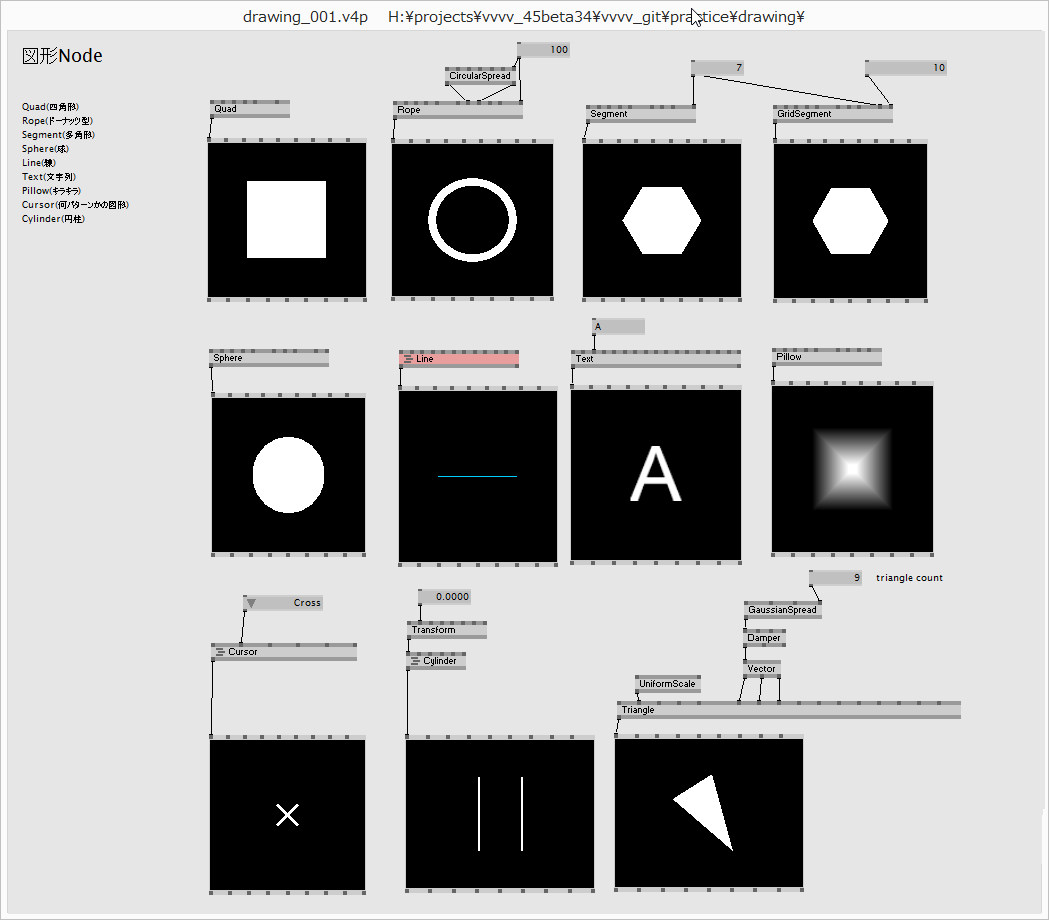 drawing_001.v4p H:¥projects¥vvvv_45beta34¥vvvv_git¥practice¥drawing¥
図形Node
Quad(四角形)
Rope(ドーナッツ型)
Segment(多角形)
Sphere(球)
Line(線)
Text(文字列)
Pillow(キラキラ)
Cursor(何パターンかの図形)
Cylinder(円柱)
100
CircularSpread
7
10
Quad
Rope
Segment
GridSegment
A
Sphere
Line
Text
Pillow
A
9 triangle count
Cross
0.0000
GaussianSpread
Transform
Damper
Cursor
Cylinder
Vector
UniformScale
Triangle